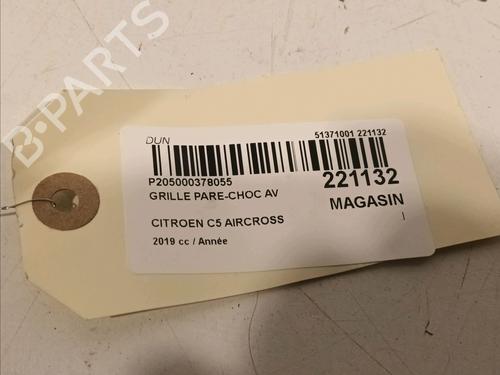 B-PARTS
DUN
51371001 221132
P205000378055
221132
GRILLE PARE-CHOC AV
MAGASIN
CITROEN C5 AIRCROSS
I
2019 cc / Année